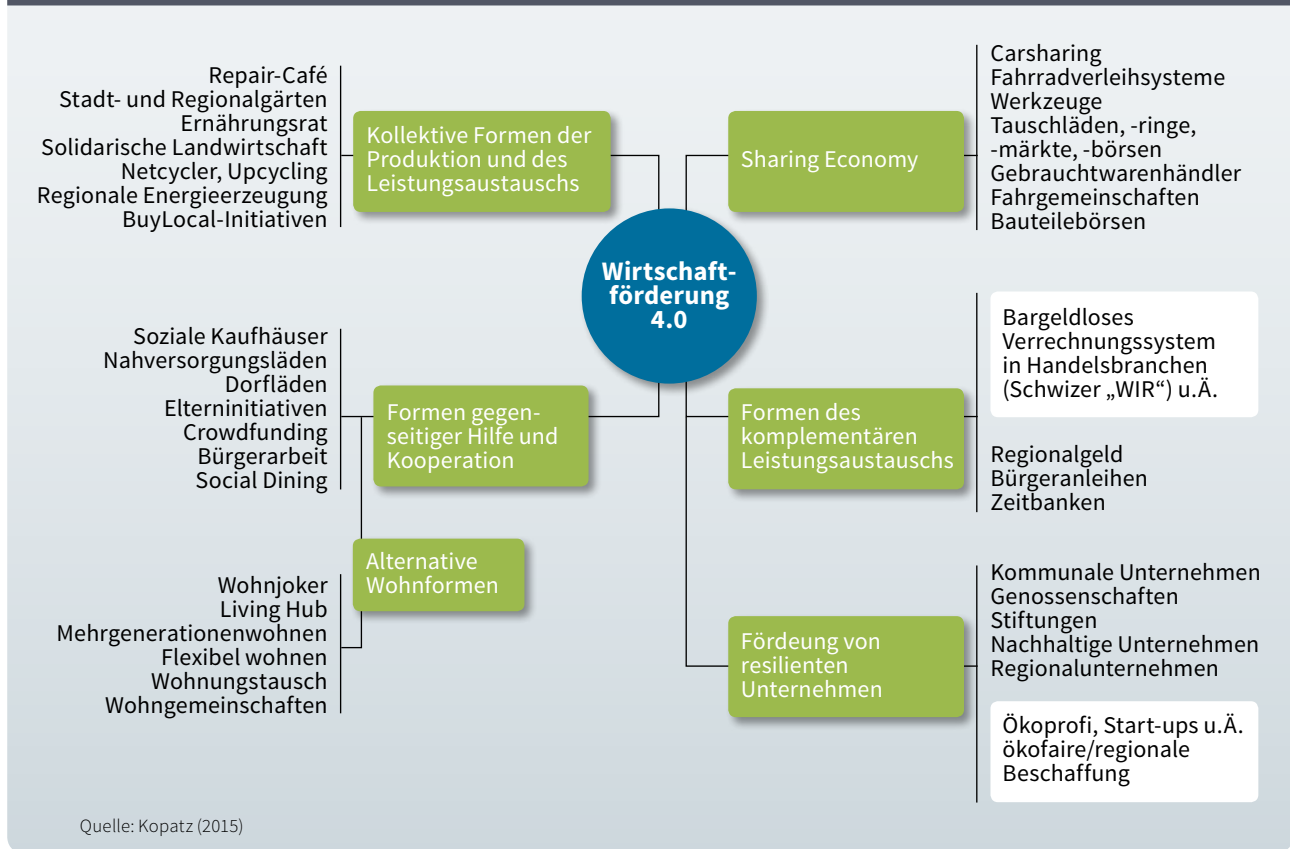 Repair-Café
Stadt- und Regionalgärten
Ernährungsrat
Solidarische Landwirtschaft
Netcycler, Upcycling
Regionale Energieerzeugung
BuyLocal-Initiativen
Kollektive Formen der
Produktion und des
Leistungsaustauschs
Sharing Economy
Carsharing
Fahrradverleihsysteme
Werkzeuge
Tauschläden, -ringe,
-märkte, -börsen
Gebrauchtwarenhändler
Fahrgemeinschaften
Bauteilebörsen
Wirtschaft-
förderung
4.0
Soziale Kaufhäuser
Nahversorgungsläden
Dorfläden
Elterninitiativen
Crowdfunding
Bürgerarbeit
Social Dining
Formen gegen-
seitiger Hilfe und
Kooperation
Formen des
komplementären
Leistungsaustauschs
Bargeldloses
Verrechnungssystem
in Handelsbranchen
(Schwizer „WIR“) u.Ä.
Regionalgeld
Bürgeranleihen
Zeitbanken
Alternative
Wohnformen
Wohnjoker
Living Hub
Mehrgenerationenwohnen
Flexibel wohnen
Wohnungstausch
Wohngemeinschaften
Fördeung von
resilienten
Unternehmen
Kommunale Unternehmen
Genossenschaften
Stiftungen
Nachhaltige Unternehmen
Regionalunternehmen
Ökoprofi, Start-ups u.Ä.
ökofaire/regionale
Beschaffung
Quelle: Kopatz (2015)